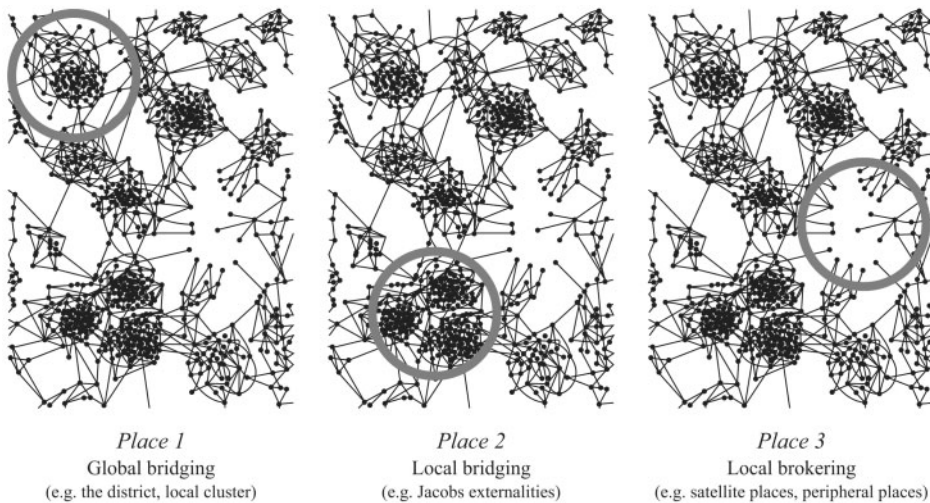 Place 1
Global bridging
(e.g. the district, local cluster)
Place 2
Local bridging
(e.g. Jacobs externalities)
Place 3
Local brokering
(e.g. satellite places, peripheral places)